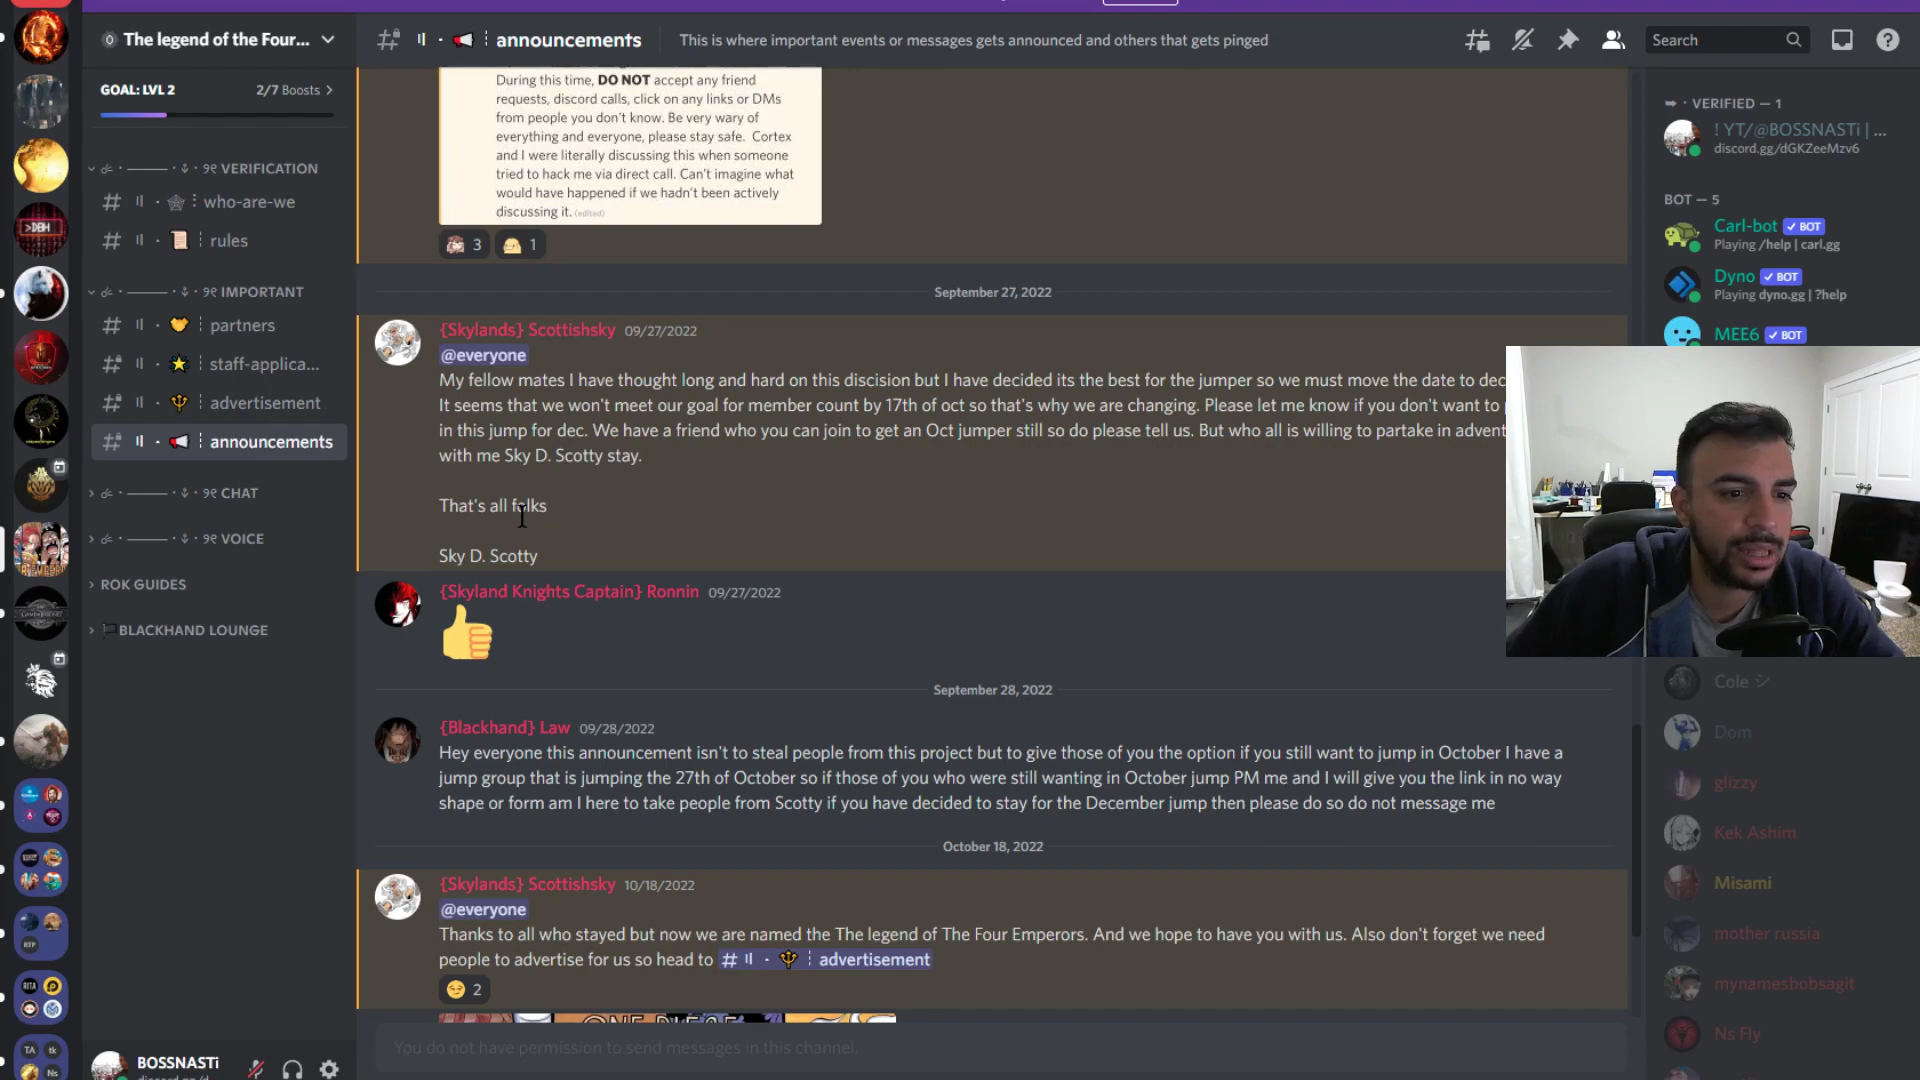 The legend of the Four...
announcements
This is where important events or messages gets announced and others that gets pinged
Search
GOAL: LVL 2
2/7 Boosts
VERIFICATION
who-are-we
rules
IMPORTANT
partners
staff-applica...
advertisement
announcements
CHAT
VOICE
ROK GUIDES
BLACKHAND LOUNGE
BOSSNASTi
During this time, DO NOT accept any friend
requests, discord calls, click on any links or DMs
from people you don't know. Be very wary of
everything and everyone, please stay safe. Cortex
and I were literally discussing this when someone
tried to hack me via direct call. Can't imagine what
would have happened if we hadn't been actively
discussing it. (edited)
3
1
September 27, 2022
{Skylands} Scottishsky 09/27/2022
@everyone
My fellow mates I have thought long and hard on this discision but I have decided its the best for the jumper so we must move the date to dec
It seems that we won't meet our goal for member count by 17th of oct so that's why we are changing. Please let me know if you don't want to
in this jump for dec. We have a friend who you can join to get an Oct jumper still so do please tell us. But who all is willing to partake in advent
with me Sky D. Scotty stay.
That's all folks
Sky D. Scotty
{Skyland Knights Captain} Ronnin 09/27/2022
September 28, 2022
{Blackhand} Law 09/28/2022
Hey everyone this announcement isn't to steal people from this project but to give those of you the option if you still want to jump in October I have a
jump group that is jumping the 27th of October so if those of you who were still wanting in October jump PM me and I will give you the link in no way
shape or form am I here to take people from Scotty if you have decided to stay for the December jump then please do so do not message me
October 18, 2022
{Skylands} Scottishsky 10/18/2022
@everyone
Thanks to all who stayed but now we are named the The legend of The Four Emperors. And we hope to have you with us. Also don't forget we need
people to advertise for us so head to # advertisement
2
ONE PIECE
You do not have permission to send messages in this channel.
VERIFIED — 1
! YT/@BOSSNASTi | ...
discord.gg/dGKZeeMzv6
BOT — 5
Carl-bot BOT
Playing /help | carl.gg
Dyno BOT
Playing dyno.gg | ?help
MEE6 BOT
Cole シ
Dom
glizzy
Kek Ashim
Misami
mother russia
mynamesbobsagit
Ns Fly
>DBH
RTP
RITA
TA
tk
Ns